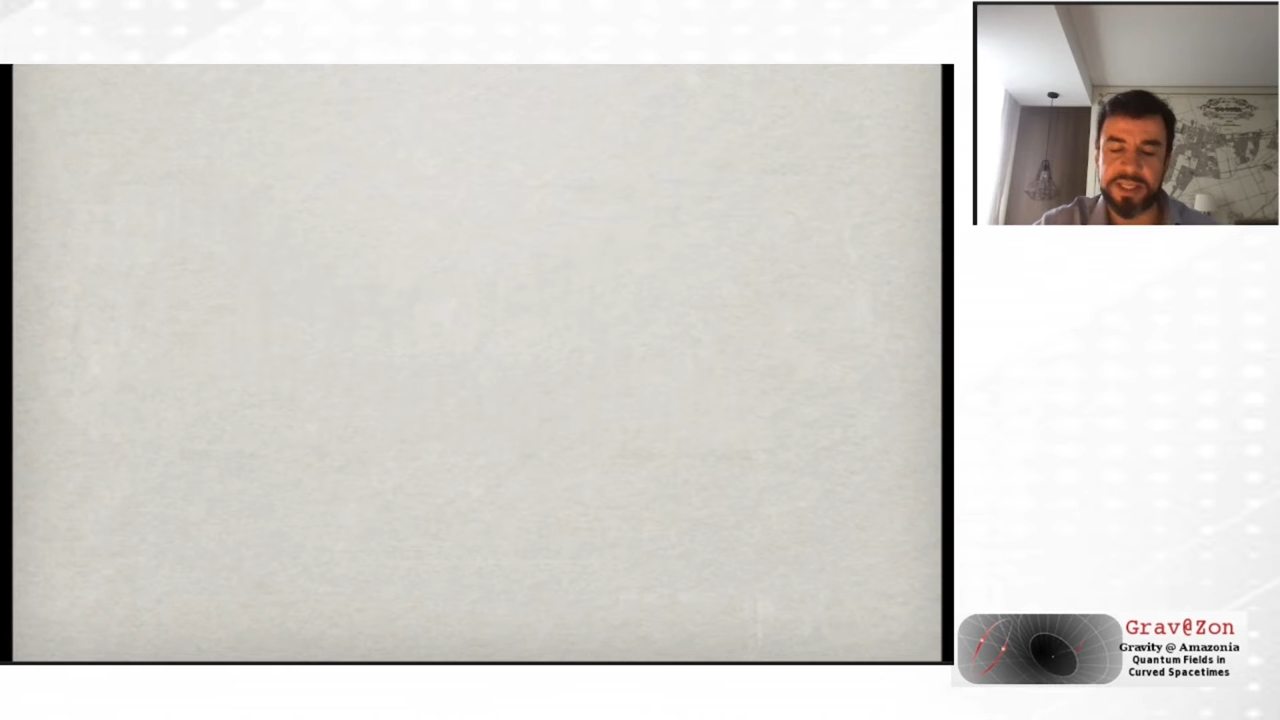 Grav@Zon
Gravity @ Amazonia
Quantum Fields in
Curved Spacetimes